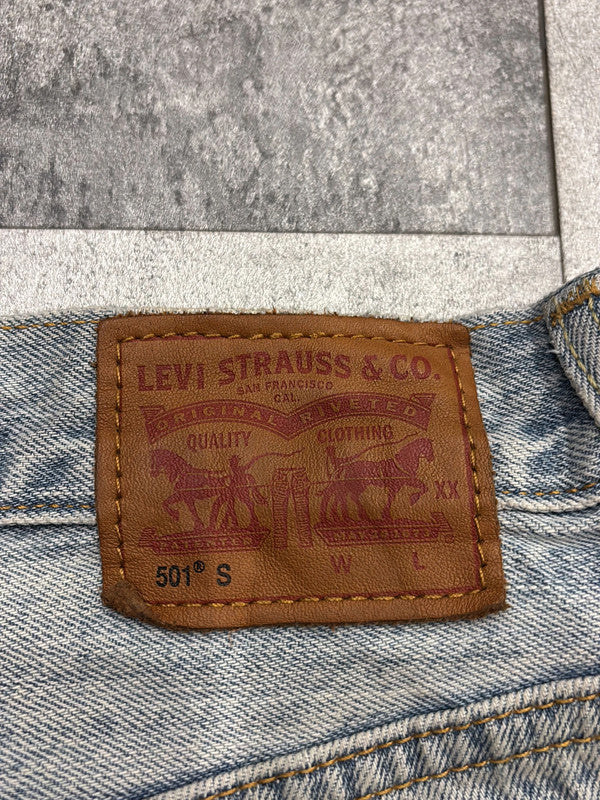 LEVI STRAUSS & CO.
SAN FRANCISCO
CAL.
ORIGINAL RIVETED
QUALITY CLOTHING
XX
W L
501® S